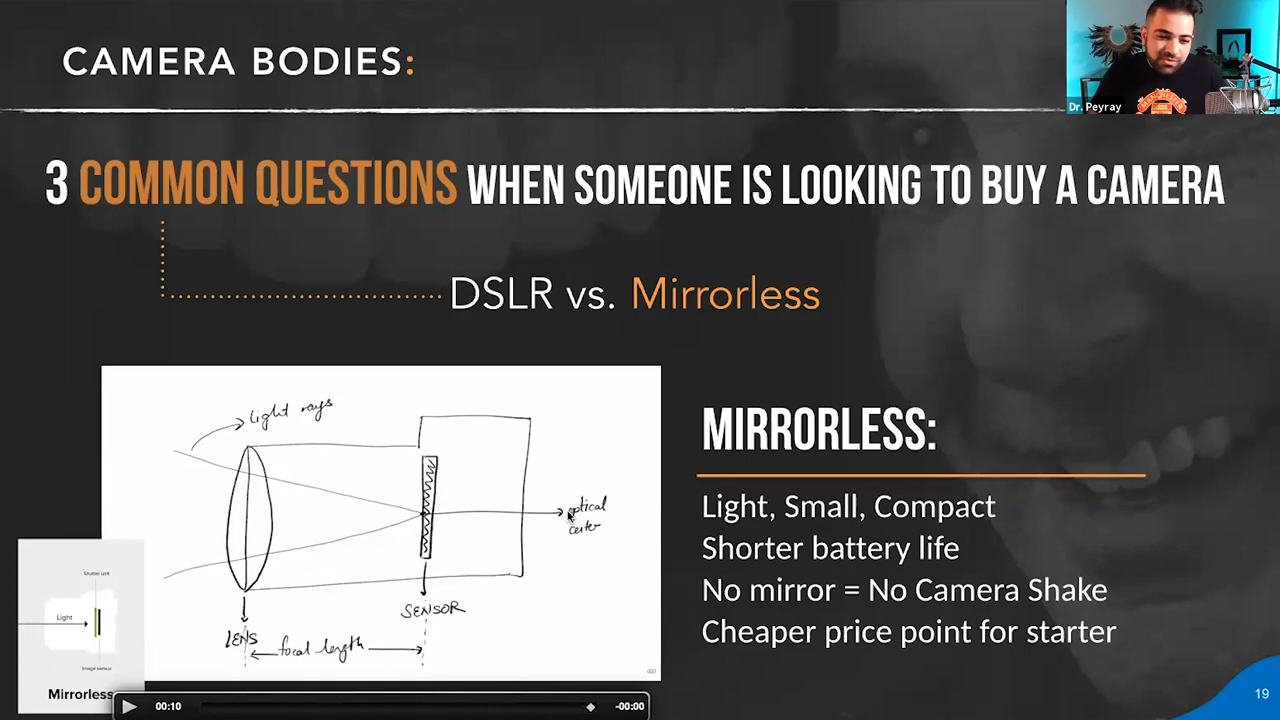 CAMERA BODIES:
Dr. Peyray
3 COMMON QUESTIONS WHEN SOMEONE IS LOOKING TO BUY A CAMERA
DSLR vs. Mirrorless
light rays
optical
center
SENSOR
LENS
focal length
Shutter unit
Light
Image sensor
Mirrorless
MIRRORLESS:
Light, Small, Compact
Shorter battery life
No mirror = No Camera Shake
Cheaper price point for starter
00:10
-00:00
19